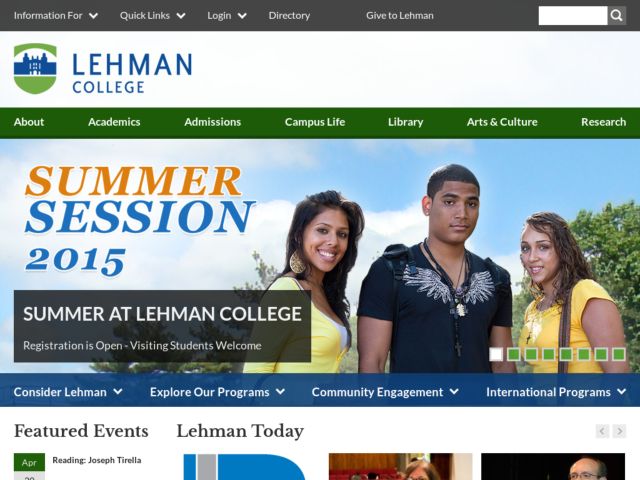 Information For
Quick Links
Login
Directory
Give to Lehman
LEHMAN
COLLEGE
About
Academics
Admissions
Campus Life
Library
Arts & Culture
Research
SUMMER
SESSION
2015
SUMMER AT LEHMAN COLLEGE
Registration is Open - Visiting Students Welcome
Consider Lehman
Explore Our Programs
Community Engagement
International Programs
Featured Events
Lehman Today
Apr
Reading: Joseph Tirella